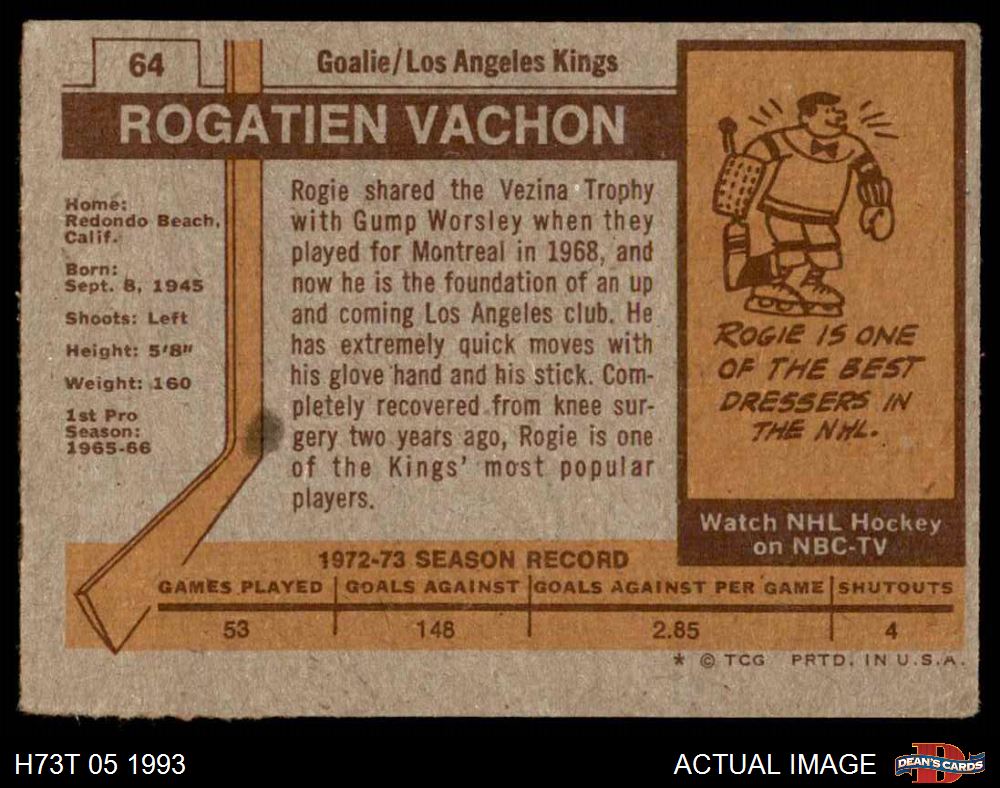 64
Goalie/Los Angeles Kings
ROGATIEN VACHON
Home:
Redondo Beach,
Calif.
Born:
Sept. 8, 1945
Shoots: Left
Height: 5'8"
Weight: 160
1st Pro
Season:
1965-66
Rogie shared the Vezina Trophy
with Gump Worsley when they
played for Montreal in 1968, and
now he is the foundation of an up
and coming Los Angeles club. He
has extremely quick moves with
his glove hand and his stick. Com-
pletely recovered from knee sur-
gery two years ago, Rogie is one
of the Kings' most popular
players.
ROGIE IS ONE
OF THE BEST
DRESSERS IN
THE NHL.
Watch NHL Hockey
on NBC-TV
1972-73 SEASON RECORD
GAMES PLAYED GOALS AGAINST GOALS AGAINST PER GAME SHUTOUTS
53 148 2.85 4
* © TCG PRTD. IN U.S.A.
H73T 05 1993
ACTUAL IMAGE
DEAN'S CARDS